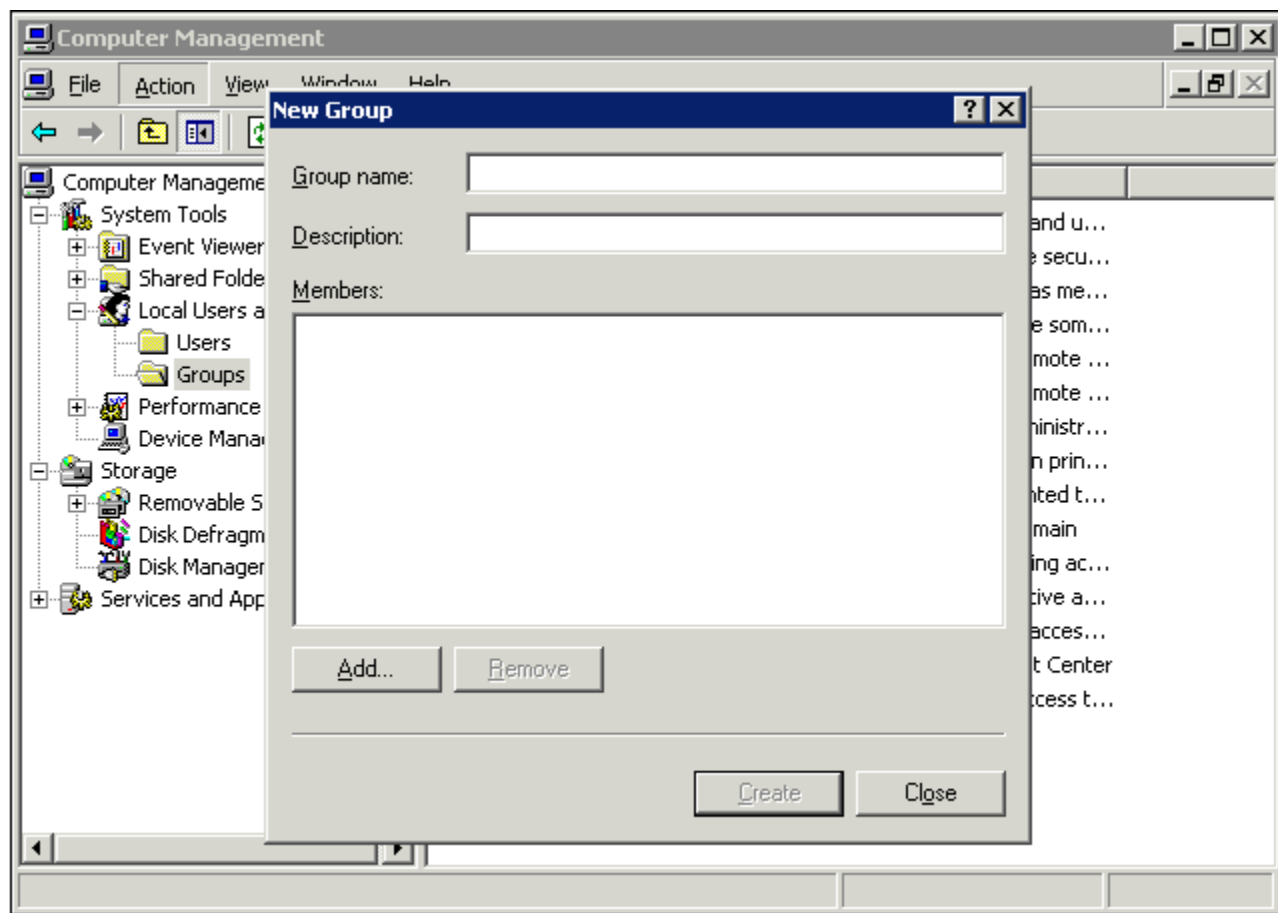 Computer Management
File Action View Window Help
New Group
Group name:
Description:
Members:
Add... Remove
Create Close
Computer Manageme
System Tools
Event Viewer
Shared Folde
Local Users a
Users
Groups
Performance
Device Mana
Storage
Removable S
Disk Defragm
Disk Manager
Services and App
and u...
e secu...
as me...
e som...
mote ...
mote ...
ninistr...
n prin...
nted t...
main
ing ac...
tive a...
acces...
t Center
ccess t...